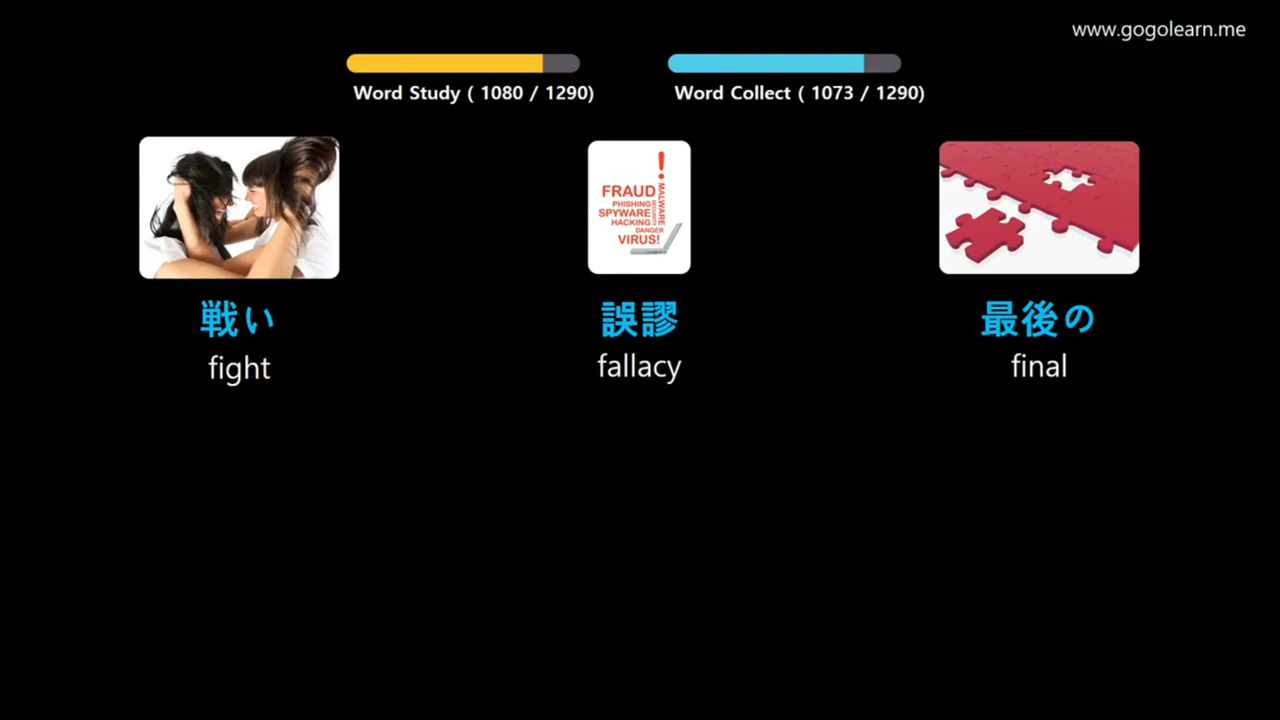 www.gogolearn.me
Word Study ( 1080 / 1290)
Word Collect ( 1073 / 1290)
!
FRAUD
MALWARE
PHISHING
SPYWARE
HACKING
DANGER
VIRUS!
戦い
誤謬
最後の
fight
fallacy
final